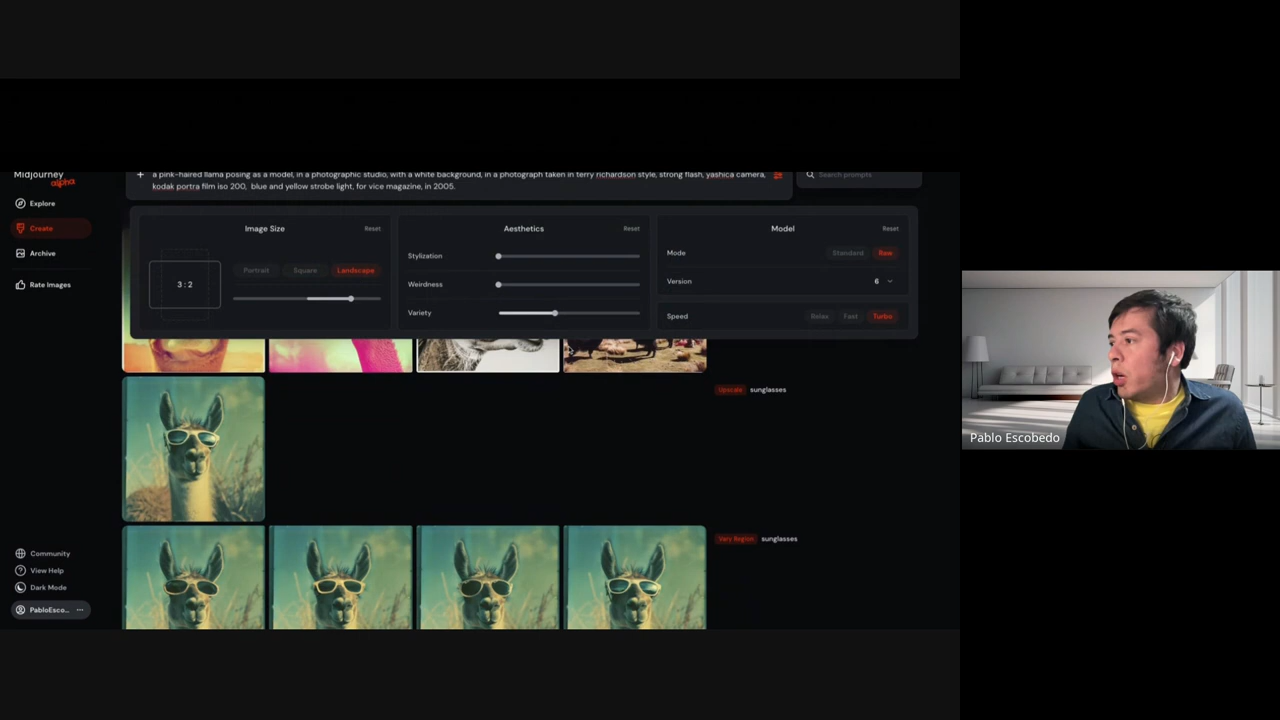 Midjourney
alpha
a pink-haired llama posing as a model, in a photographic studio, with a white background, in a photograph taken in terry richardson style, strong flash, yashica camera,
kodak portra film iso 200, blue and yellow strobe light, for vice magazine, in 2005.
Search prompts
Explore
Create
Archive
Rate Images
Image Size
Reset
Portrait
Square
Landscape
3 : 2
Aesthetics
Reset
Stylization
Weirdness
Variety
Model
Reset
Mode
Standard
Raw
Version
6
Speed
Relax
Fast
Turbo
Upscale sunglasses
Vary Region sunglasses
Community
View Help
Dark Mode
PabloEsco... ···
Pablo Escobedo